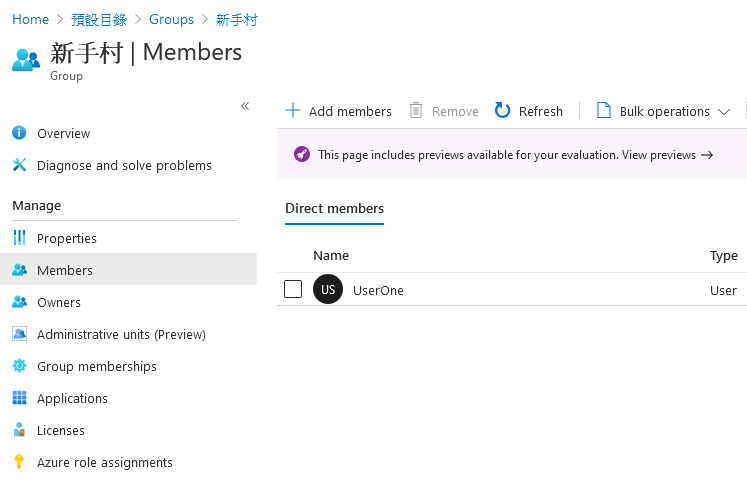 Home > 預設目錄 > Groups > 新手村
新手村 | Members
Group
«
Overview
Diagnose and solve problems
Manage
Properties
Members
Owners
Administrative units (Preview)
Group memberships
Applications
Licenses
Azure role assignments
Add members Remove Refresh Bulk operations
This page includes previews available for your evaluation. View previews →
Direct members
Name Type
US UserOne User